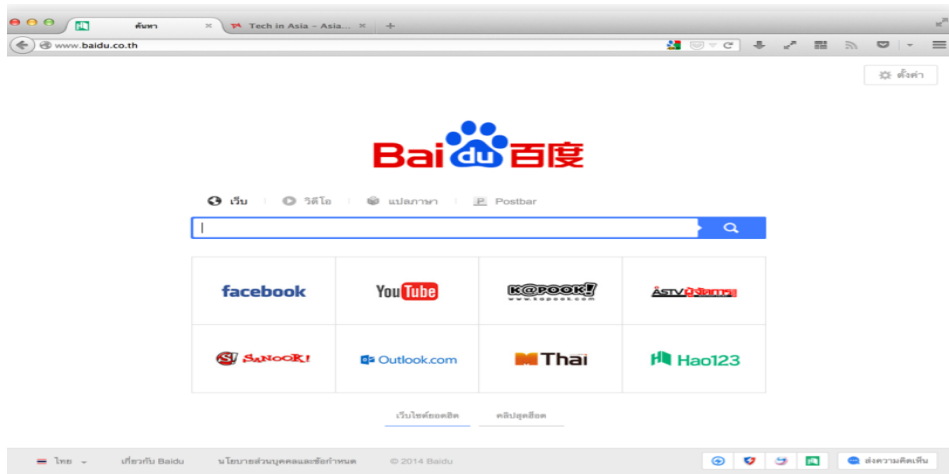 ค้นหา
Tech in Asia - Asia...
www.baidu.co.th
ตั้งค่า
Bai du 百度
เว็บ วิดีโอ แปลภาษา Postbar
facebook YouTube K@POOK! ASTVผู้จัดการ
www.kapook.com
SANOOK! Outlook.com MThai Hao123
เว็บไซต์ยอดฮิต คลิปสุดฮ็อต
ไทย เกี่ยวกับ Baidu นโยบายส่วนบุคคลและข้อกำหนด © 2014 Baidu ส่งความคิดเห็น